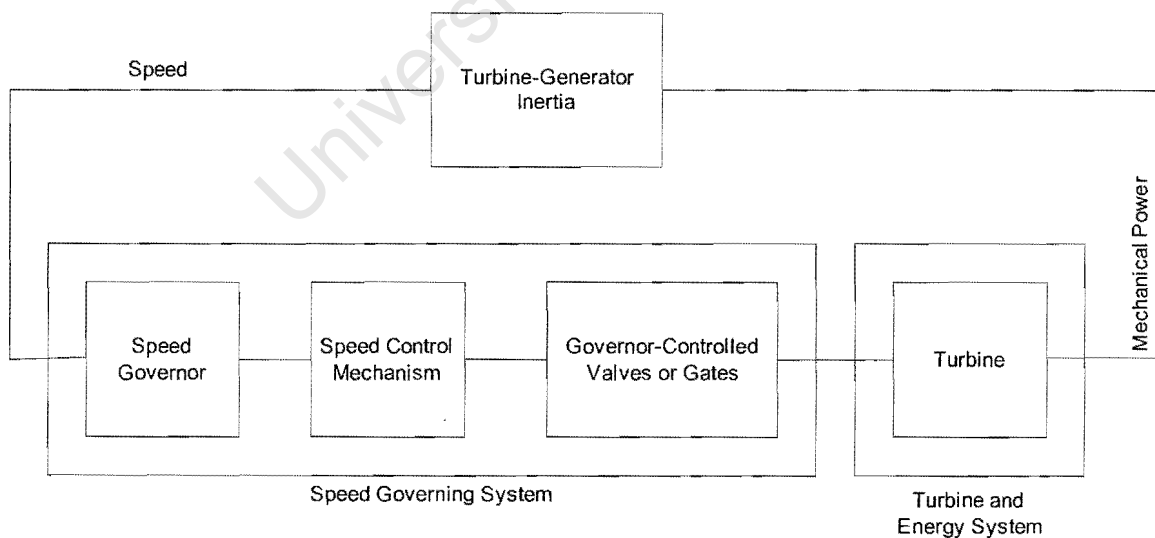 Universi
Speed
Turbine-Generator
Inertia
Mechanical Power
Speed
Governor
Speed Control
Mechanism
Governor-Controlled
Valves or Gates
Turbine
Speed Governing System
Turbine and
Energy System